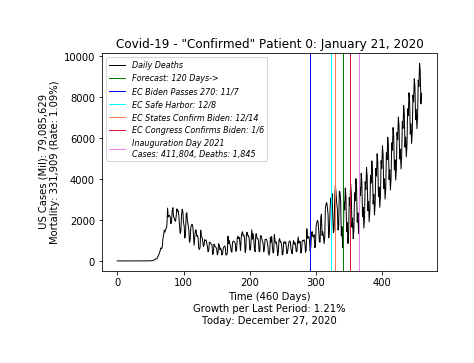 Covid-19 - "Confirmed" Patient 0: January 21, 2020
US Cases (Mil): 79,085,629
Mortality: 331,909 (Rate: 1.09%)
10000
8000
6000
4000
2000
0
Daily Deaths
Forecast: 120 Days->
EC Biden Passes 270: 11/7
EC Safe Harbor: 12/8
EC States Confirm Biden: 12/14
EC Congress Confirms Biden: 1/6
Inauguration Day 2021
Cases: 411,804, Deaths: 1,845
0 100 200 300 400
Time (460 Days)
Growth per Last Period: 1.21%
Today: December 27, 2020